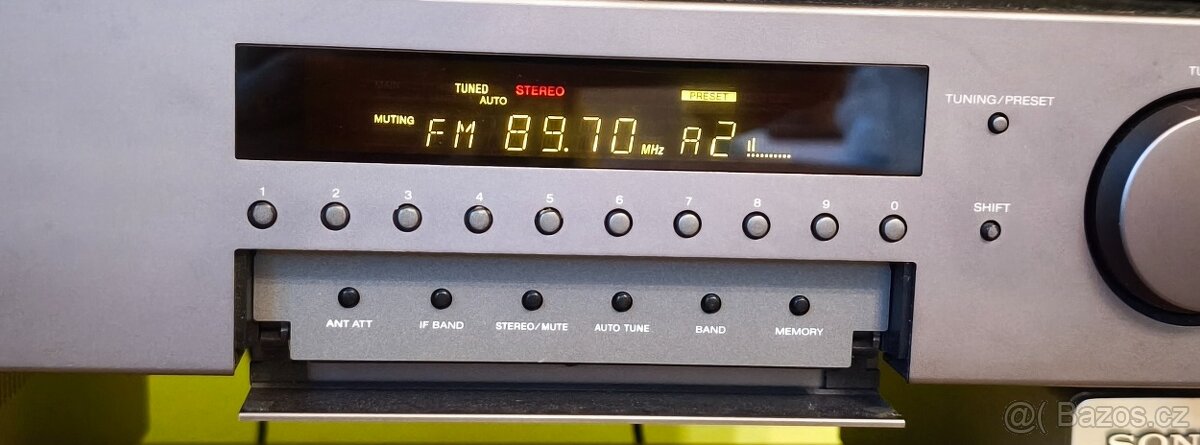 TUNED STEREO PRESET
AUTO
MUTING FM 89.70 MHz A2
TUNING/PRESET
1 2 3 4 5 6 7 8 9 0
SHIFT
ANT ATT IF BAND STEREO/MUTE AUTO TUNE BAND MEMORY
Bazos.cz